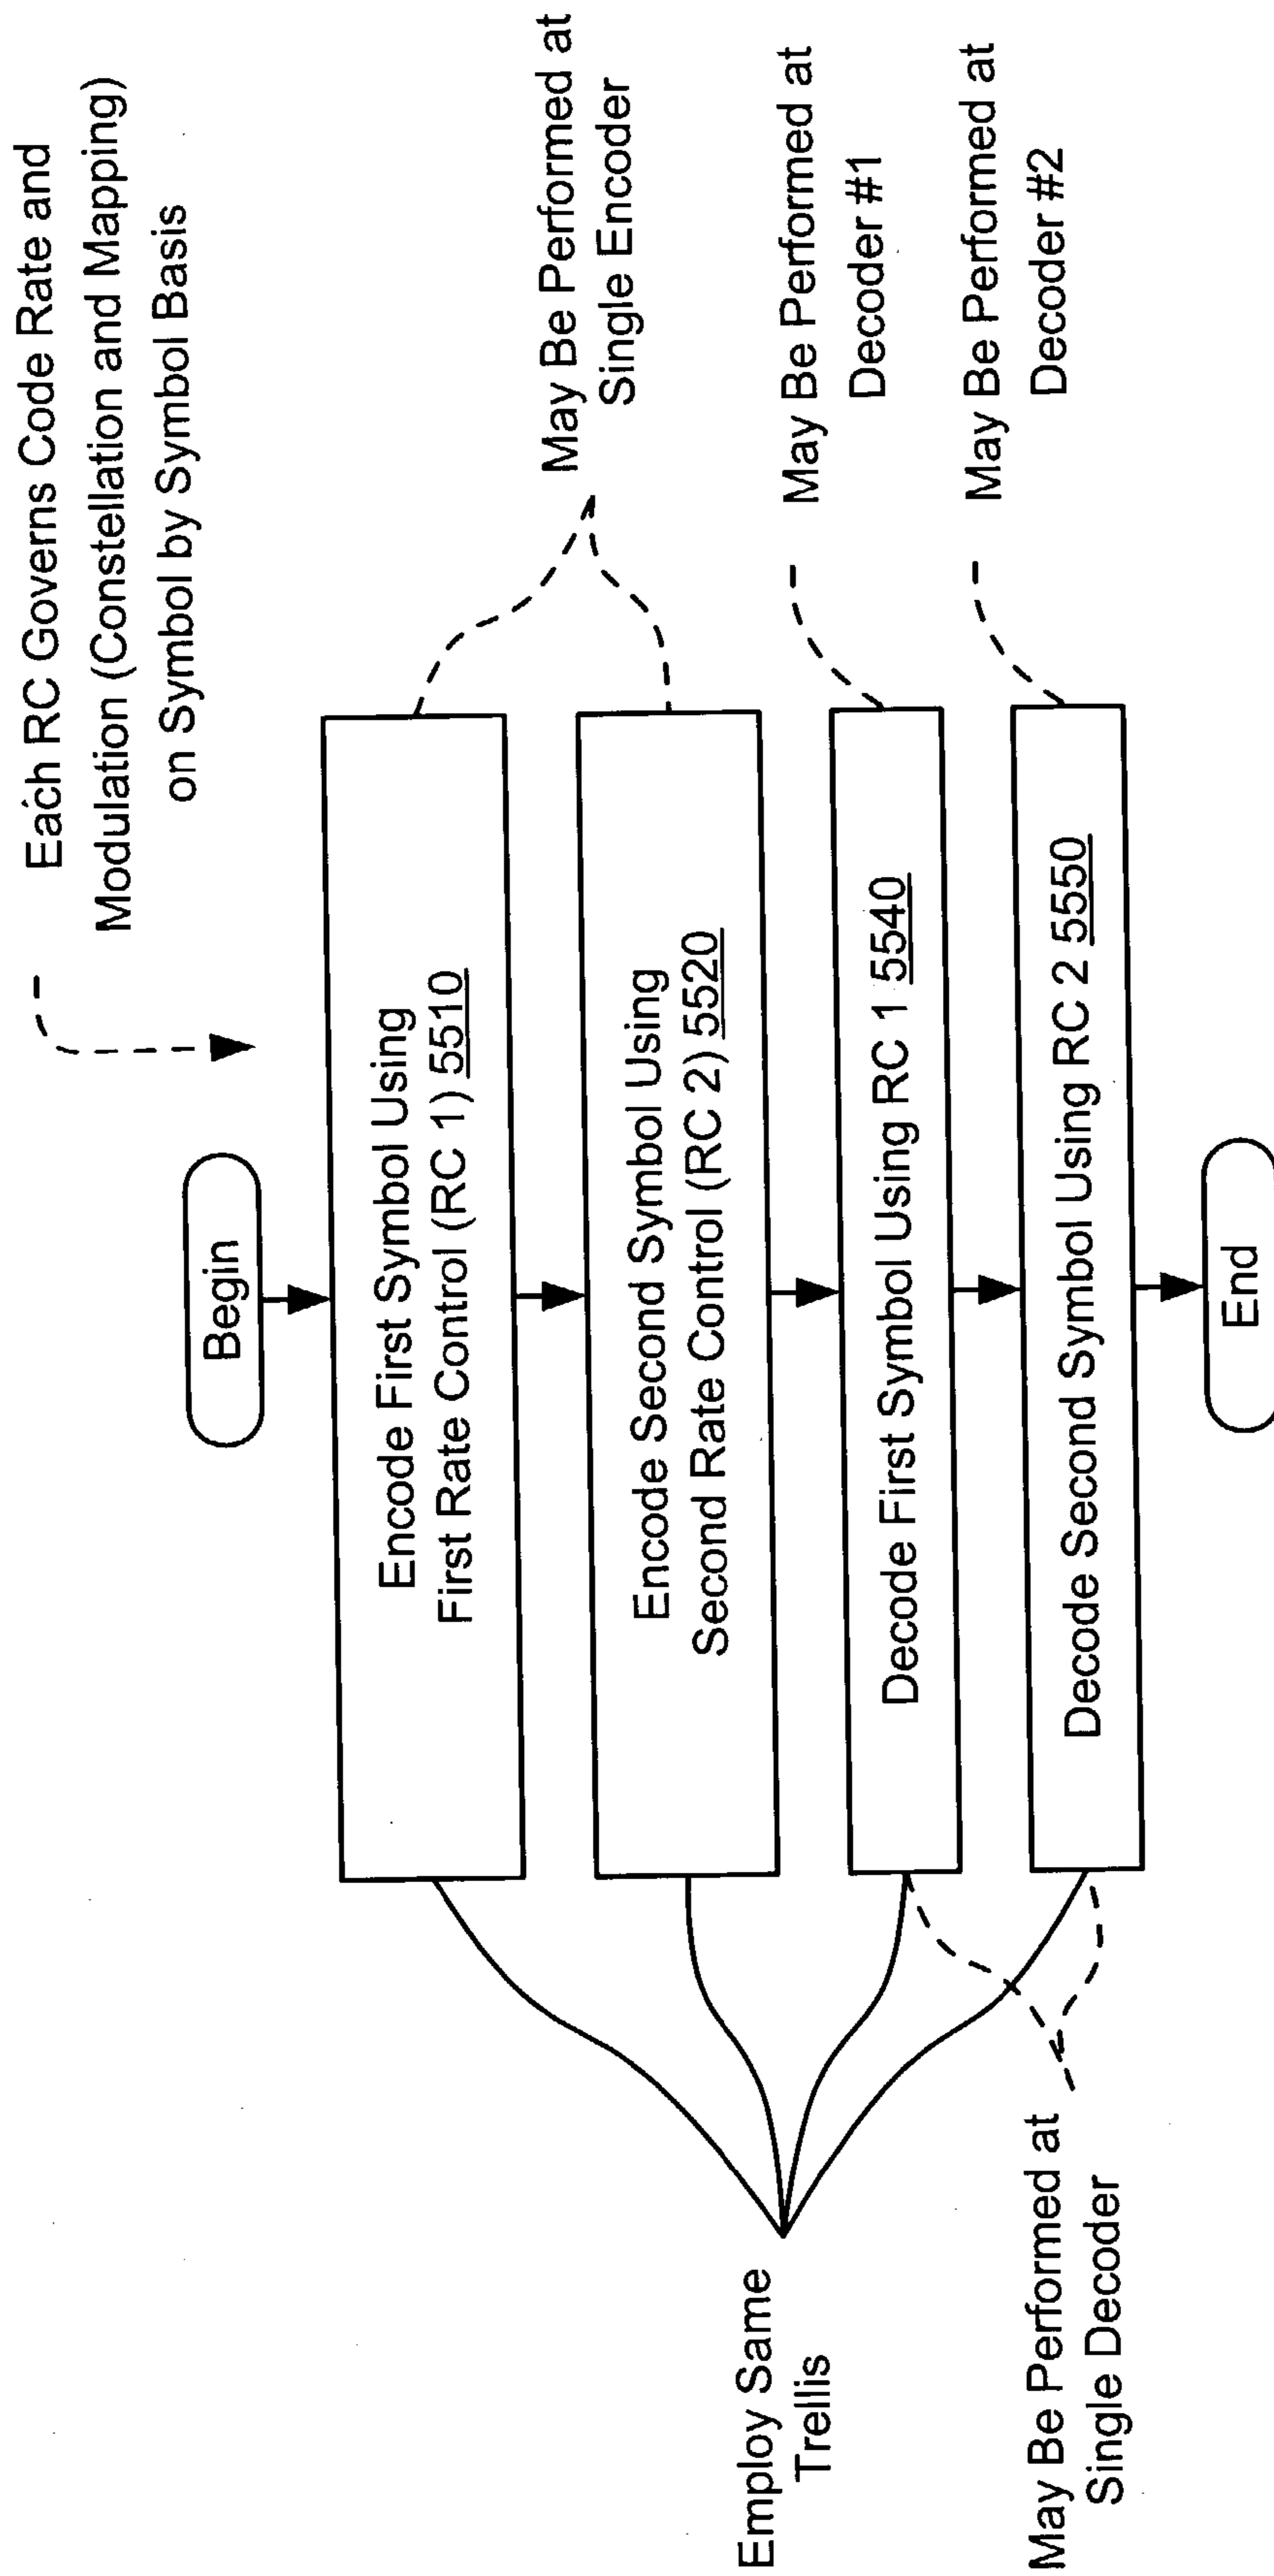 Each RC Governs Code Rate and
Modulation (Constellation and Mapping)
on Symbol by Symbol Basis
Begin
Encode First Symbol Using
First Rate Control (RC 1) 5510
Encode Second Symbol Using
Second Rate Control (RC 2) 5520
May Be Performed at
Single Encoder
Decode First Symbol Using RC 1 5540
May Be Performed at
Decoder #1
Decode Second Symbol Using RC 2 5550
May Be Performed at
Decoder #2
Employ Same
Trellis
May Be Performed at
Single Decoder
End